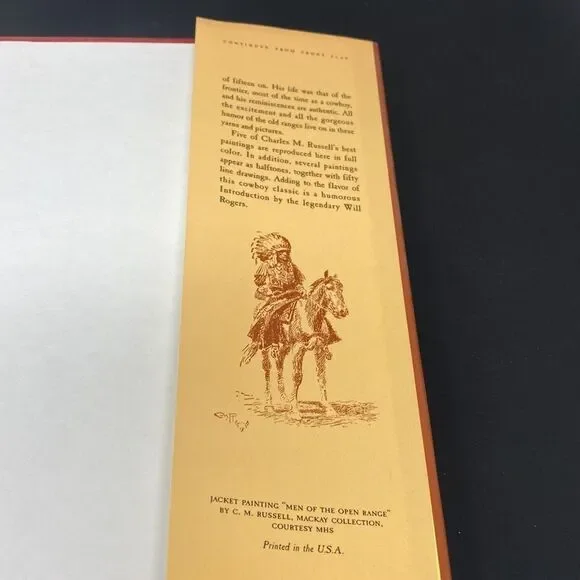 CONTINUED FROM FRONT FLAP
of fifteen on. His life was that of the
frontier, most of the time as a cowboy,
and his reminiscences are authentic. All
the excitement and all the gorgeous
humor of the old ranges live on in these
yarns and pictures.
Five of Charles M. Russell's best
paintings are reproduced here in full
color. In addition, several paintings
appear as halftones, together with fifty
line drawings. Adding to the flavor of
this cowboy classic is a humorous
Introduction by the legendary Will
Rogers.
JACKET PAINTING "MEN OF THE OPEN RANGE"
BY C. M. RUSSELL, MACKAY COLLECTION,
COURTESY MHS
Printed in the U.S.A.